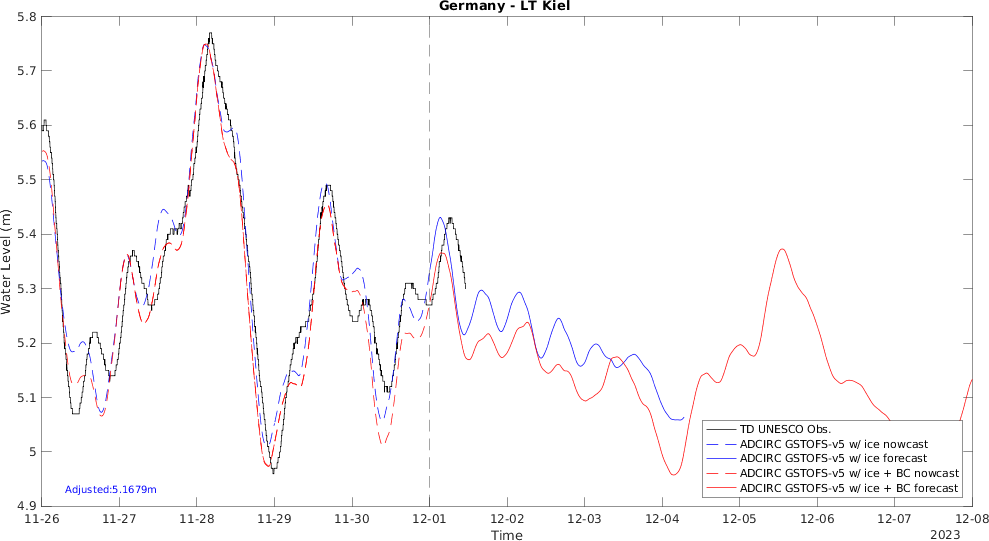 Germany - LT Kiel
Water Level (m)
5.8
5.7
5.6
5.5
5.4
5.3
5.2
5.1
5
4.9
Adjusted:5.1679m
TD UNESCO Obs.
ADCIRC GSTOFS-v5 w/ ice nowcast
ADCIRC GSTOFS-v5 w/ ice forecast
ADCIRC GSTOFS-v5 w/ ice + BC nowcast
ADCIRC GSTOFS-v5 w/ ice + BC forecast
11-26 11-27 11-28 11-29 11-30 12-01 12-02 12-03 12-04 12-05 12-06 12-07 12-08
Time
2023